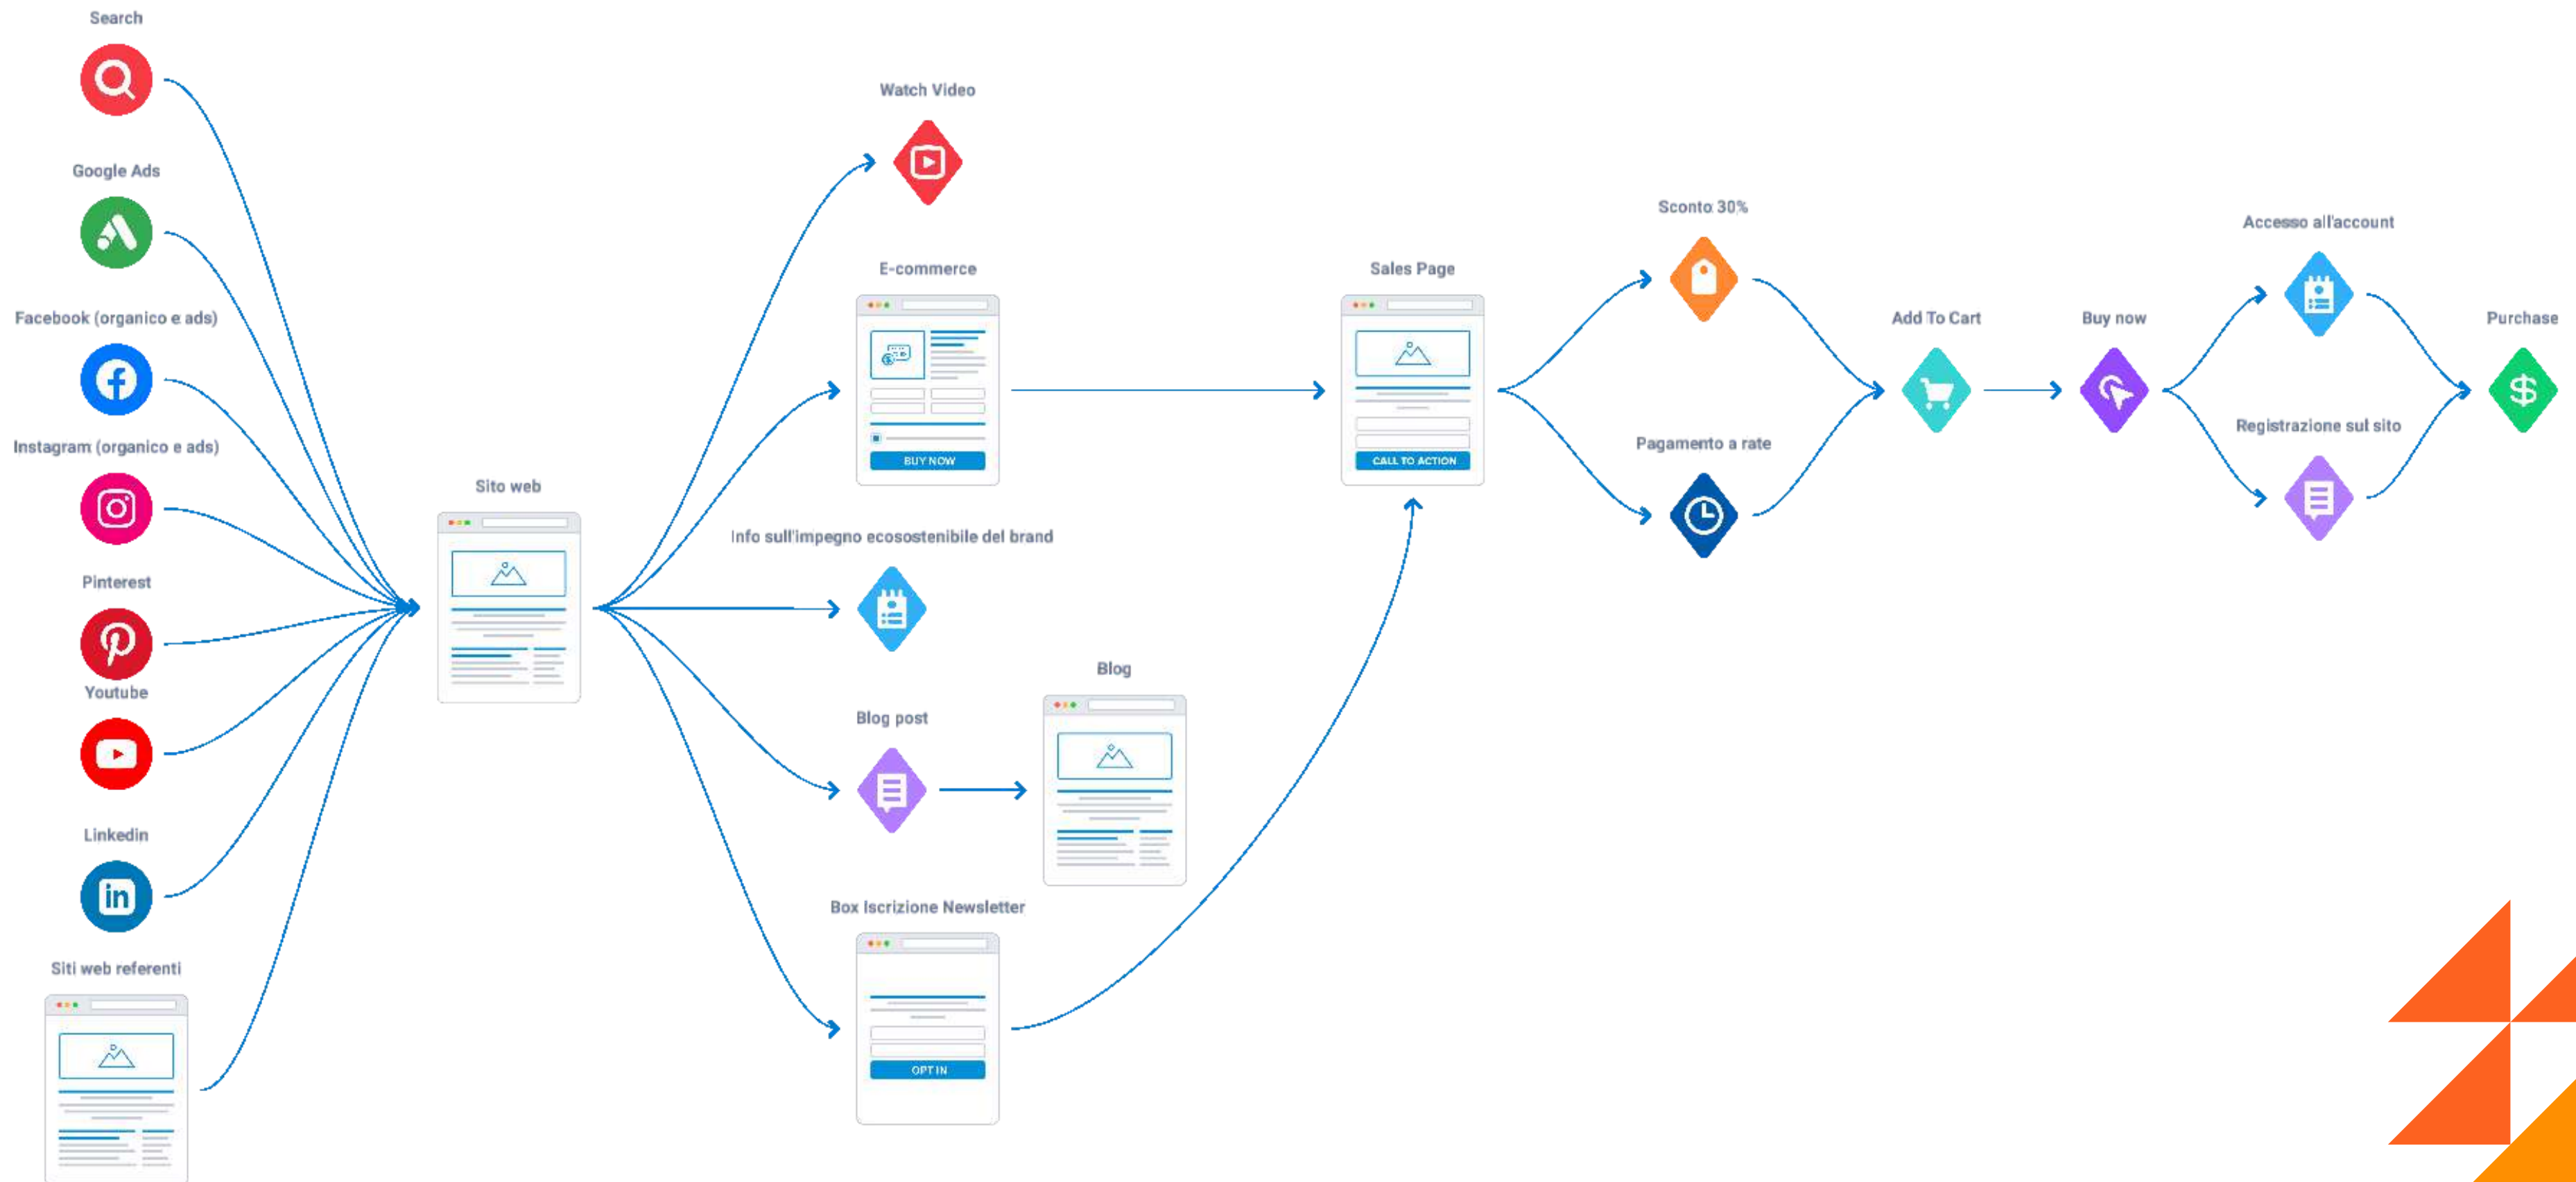 Search
Google Ads
Facebook (organico e ads)
Instagram (organico e ads)
Pinterest
Youtube
Linkedin
in
Siti web referenti
Sito web
Watch Video
E-commerce
BUY NOW
Info sull'impegno ecosostenibile del brand
Blog post
Blog
Box Iscrizione Newsletter
OPT IN
Sales Page
CALL TO ACTION
Sconto 30%
Pagamento a rate
Add To Cart
Buy now
Accesso all'account
Registrazione sul sito
Purchase
$